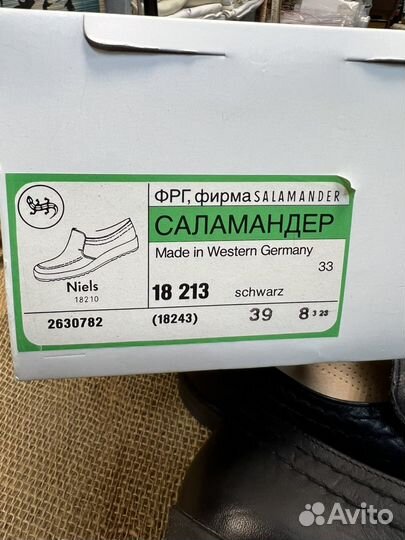 ФРГ, фирма SALAMANDER
САЛАМАНДЕР
Made in Western Germany
33
Niels
18210
18 213 schwarz
2630782 (18243) 39 8 3 23
Avito